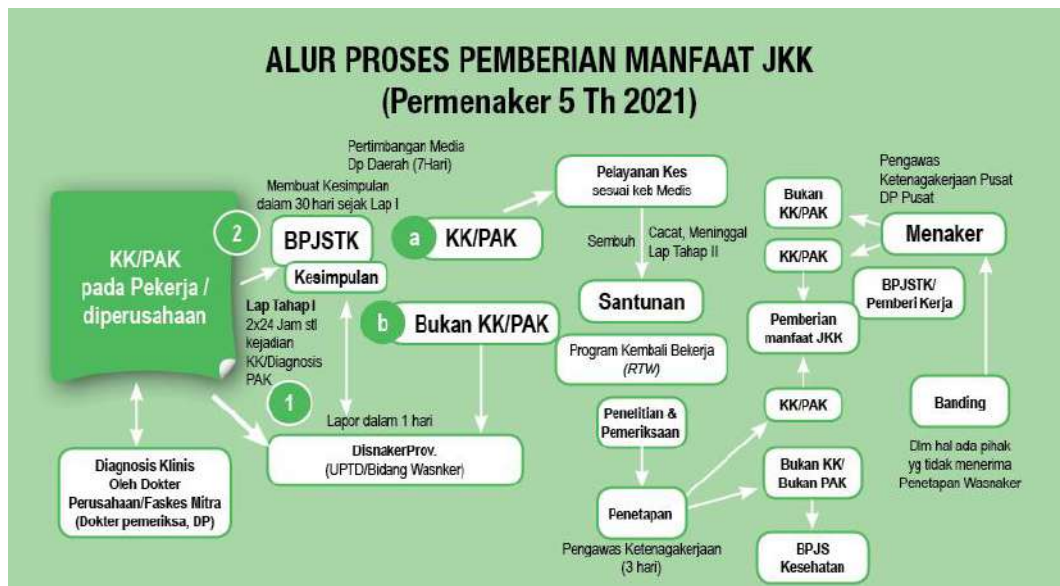 ALUR PROSES PEMBERIAN MANFAAT JKK
(Permenaker 5 Th 2021)
KK/PAK
pada Pekerja /
diperusahaan
Diagnosis Klinis
Oleh Dokter
Perusahaan/Faskes Mitra
(Dokter pemeriksa, DP)
Lap Tahap I
2x24 Jam stl
kejadian
KK/Diagnosis
PAK
1
2
Membuat Kesimpulan
dalam 30 hari sejak Lap I
BPJSTK
Kesimpulan
Lapor dalam 1 hari
DisnakerProv.
(UPTD/Bidang Wasnker)
Pertimbangan Media
Dp Daerah (7Hari)
a
KK/PAK
b
Bukan KK/PAK
Pelayanan Kes
sesuai keb Medis
Sembuh
Cacat, Meninggal
Lap Tahap II
Santunan
Program Kembali Bekerja
(RTW)
Penelitian &
Pemeriksaan
Penetapan
Pengawas Ketenagakerjaan
(3 hari)
Bukan
KK/PAK
KK/PAK
Pemberian
manfaat JKK
KK/PAK
Bukan KK/
Bukan PAK
BPJS
Kesehatan
Pengawas
Ketenagakerjaan Pusat
DP Pusat
Menaker
BPJSTK/
Pemberi Kerja
Banding
Dlm hal ada pihak
yg tidak menerima
Penetapan Wasnaker